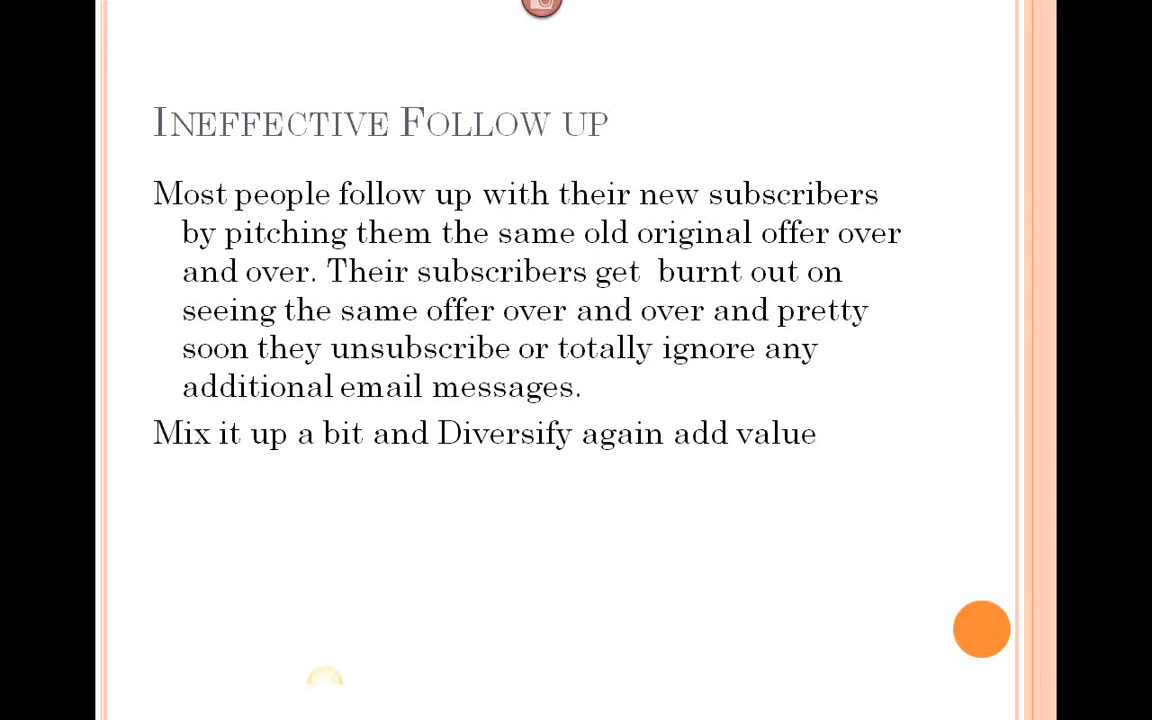 INEFFECTIVE FOLLOW UP
Most people follow up with their new subscribers
by pitching them the same old original offer over
and over. Their subscribers get  burnt out on
seeing the same offer over and over and pretty
soon they unsubscribe or totally ignore any
additional email messages.
Mix it up a bit and Diversify again add value